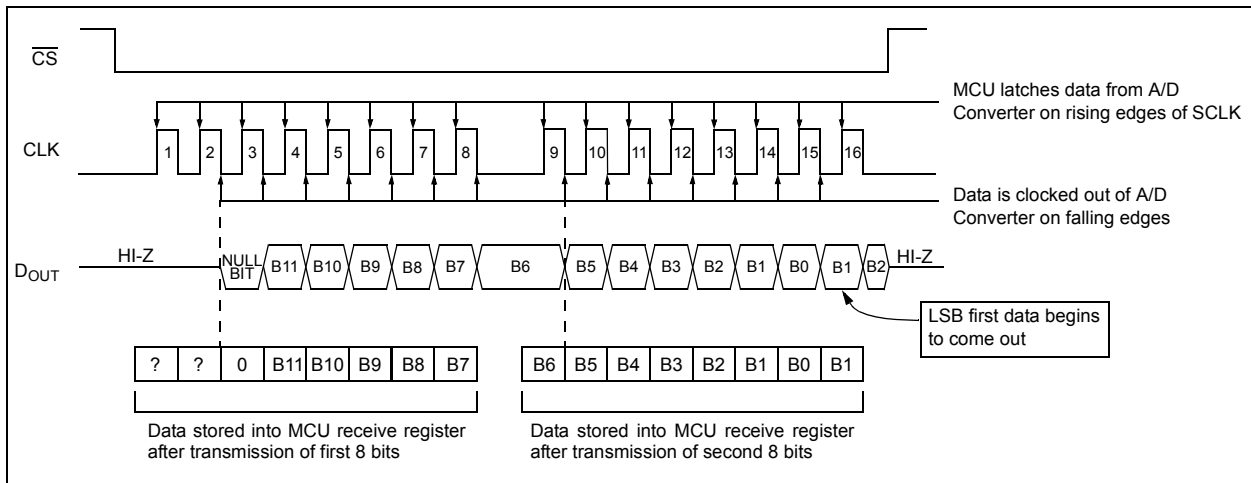 CS
MCU latches data from A/D
Converter on rising edges of SCLK
CLK
1 2 3 4 5 6 7 8 9 10 11 12 13 14 15 16
Data is clocked out of A/D
Converter on falling edges
HI-Z
DOUT
NULL
BIT
B11 B10 B9 B8 B7 B6 B5 B4 B3 B2 B1 B0 B1 B2
HI-Z
LSB first data begins
to come out
? ? 0 B11 B10 B9 B8 B7
B6 B5 B4 B3 B2 B1 B0 B1
Data stored into MCU receive register
after transmission of first 8 bits
Data stored into MCU receive register
after transmission of second 8 bits